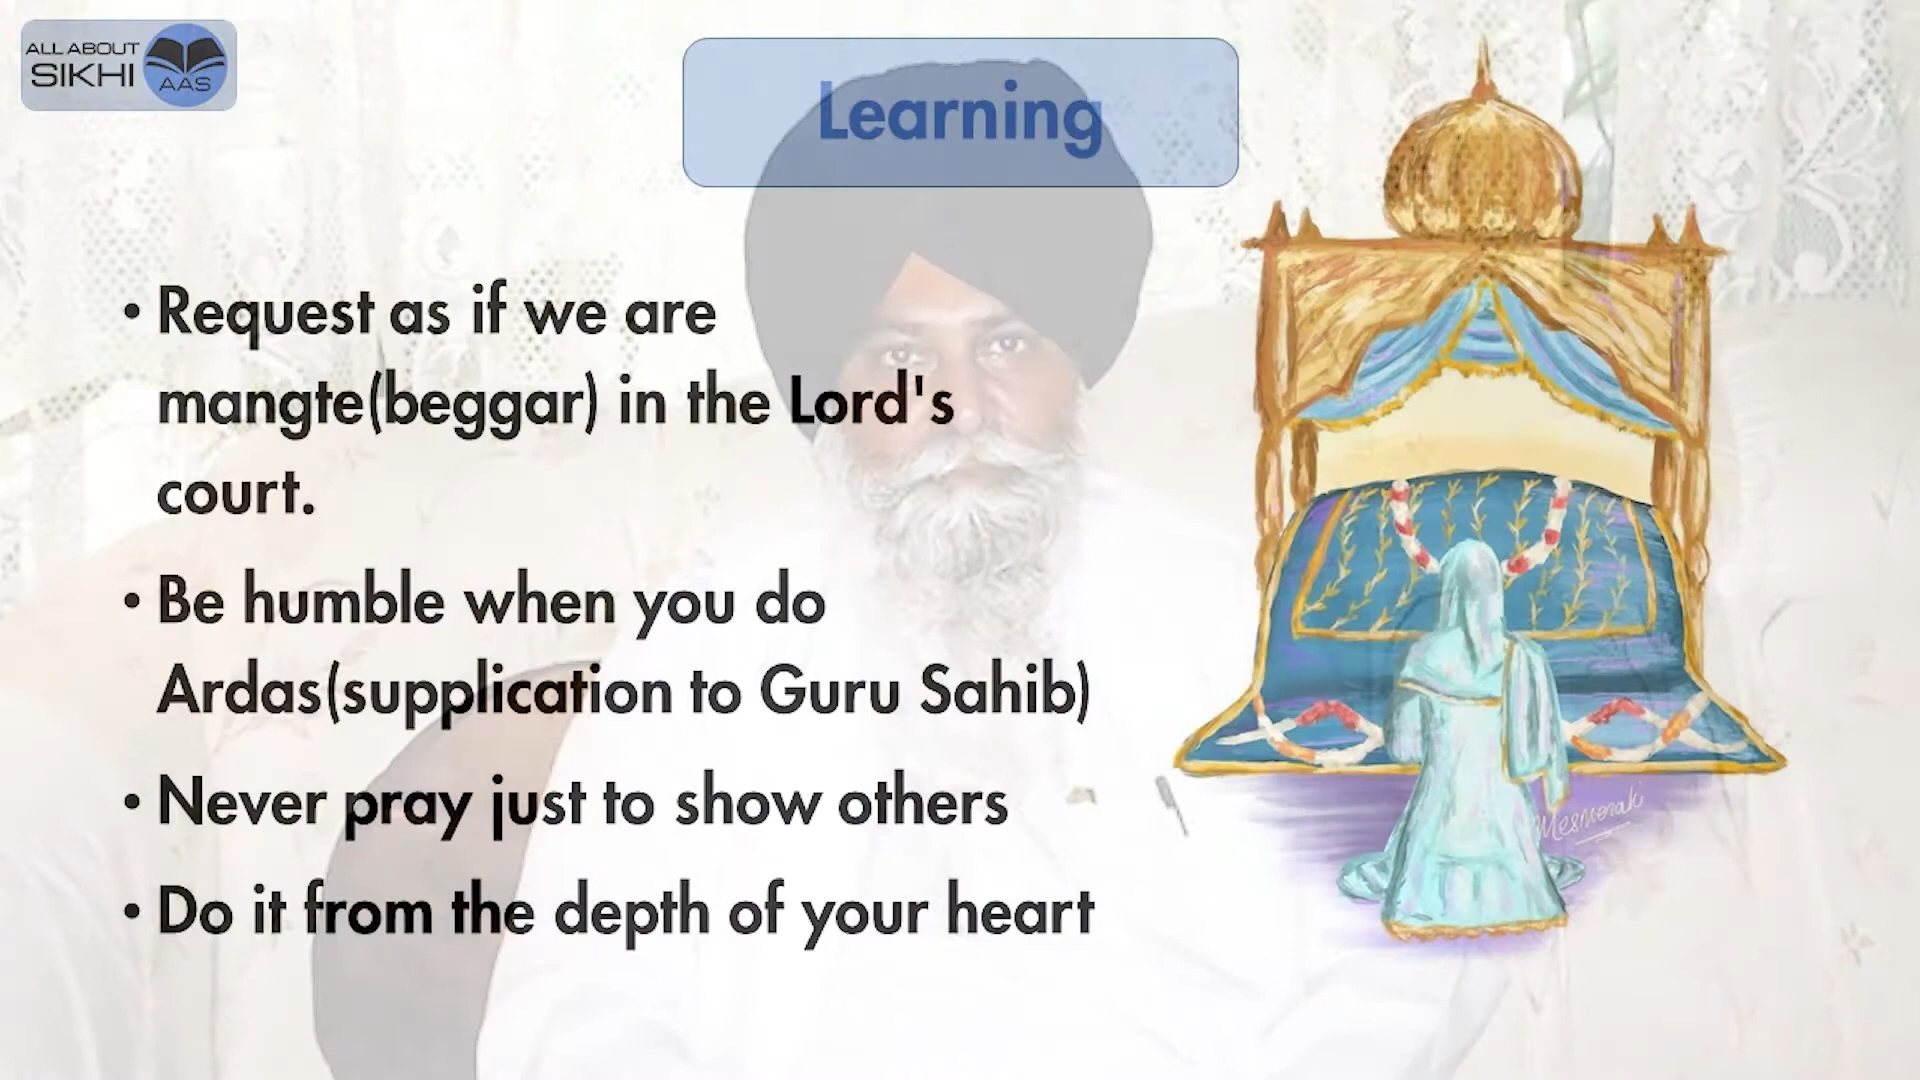 ALL ABOUT
SIKHI
AAS
Learning
• Request as if we are
mangte(beggar) in the Lord's
court.
• Be humble when you do
Ardas(supplication to Guru Sahib)
• Never pray just to show others
• Do it from the depth of your heart
Mesmerak